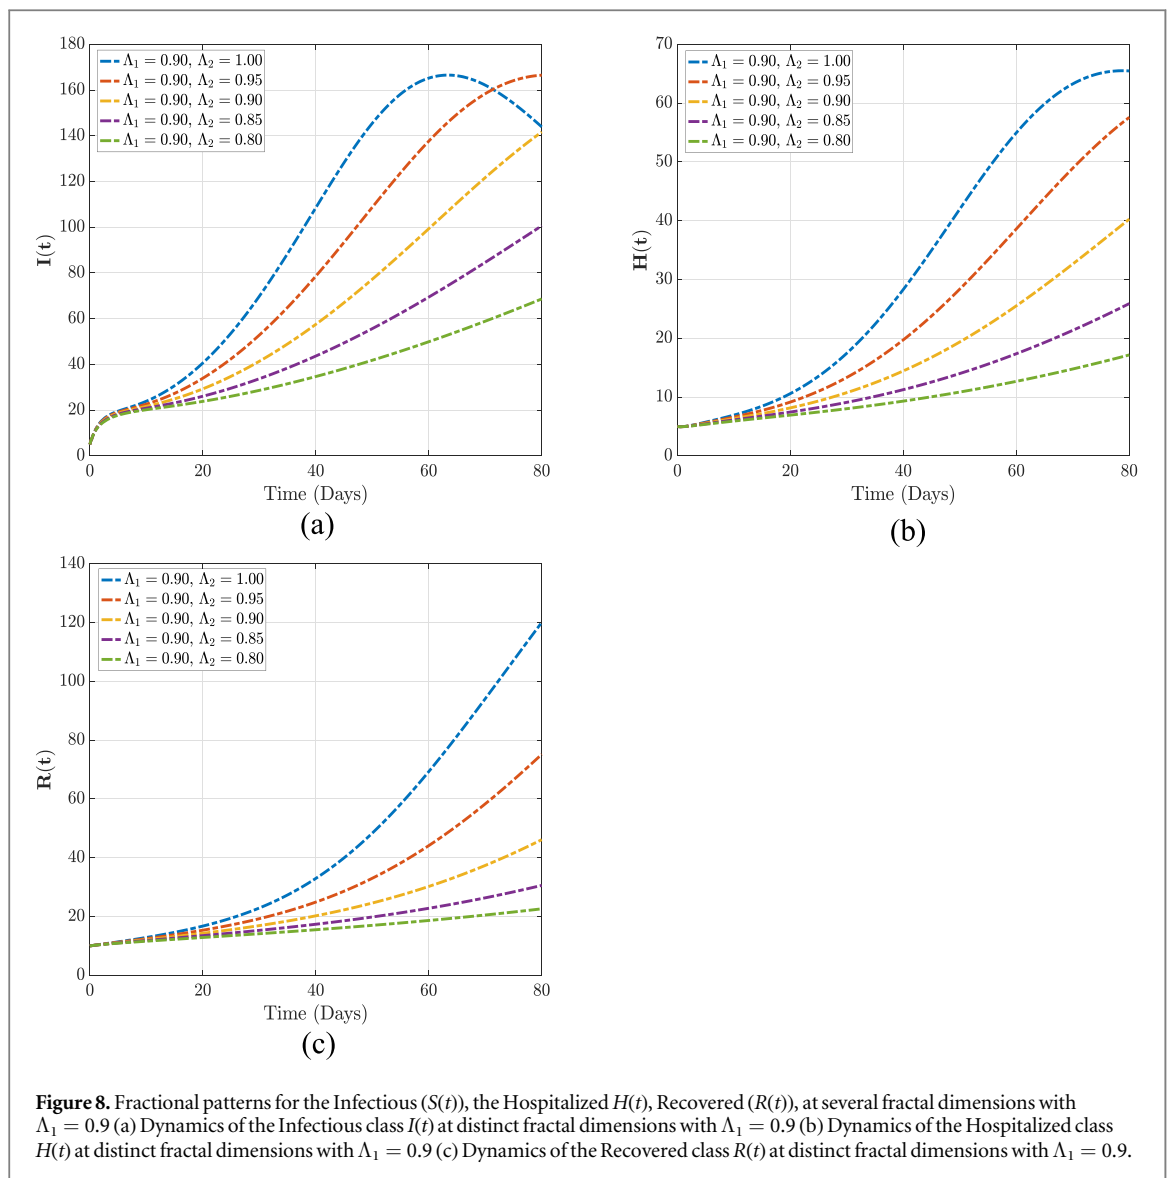 180
160
140
120
100
80
60
40
20
0
I(t)
Λ₁ = 0.90, Λ₂ = 1.00
Λ₁ = 0.90, Λ₂ = 0.95
Λ₁ = 0.90, Λ₂ = 0.90
Λ₁ = 0.90, Λ₂ = 0.85
Λ₁ = 0.90, Λ₂ = 0.80
0 20 40 60 80
Time (Days)
(a)
70
60
50
40
30
20
10
0
H(t)
Λ₁ = 0.90, Λ₂ = 1.00
Λ₁ = 0.90, Λ₂ = 0.95
Λ₁ = 0.90, Λ₂ = 0.90
Λ₁ = 0.90, Λ₂ = 0.85
Λ₁ = 0.90, Λ₂ = 0.80
0 20 40 60 80
Time (Days)
(b)
140
120
100
80
60
40
20
0
R(t)
Λ₁ = 0.90, Λ₂ = 1.00
Λ₁ = 0.90, Λ₂ = 0.95
Λ₁ = 0.90, Λ₂ = 0.90
Λ₁ = 0.90, Λ₂ = 0.85
Λ₁ = 0.90, Λ₂ = 0.80
0 20 40 60 80
Time (Days)
(c)
Figure 8. Fractional patterns for the Infectious (S(t)), the Hospitalized H(t), Recovered (R(t)), at several fractal dimensions with
Λ₁ = 0.9 (a) Dynamics of the Infectious class I(t) at distinct fractal dimensions with Λ₁ = 0.9 (b) Dynamics of the Hospitalized class
H(t) at distinct fractal dimensions with Λ₁ = 0.9 (c) Dynamics of the Recovered class R(t) at distinct fractal dimensions with Λ₁ = 0.9.